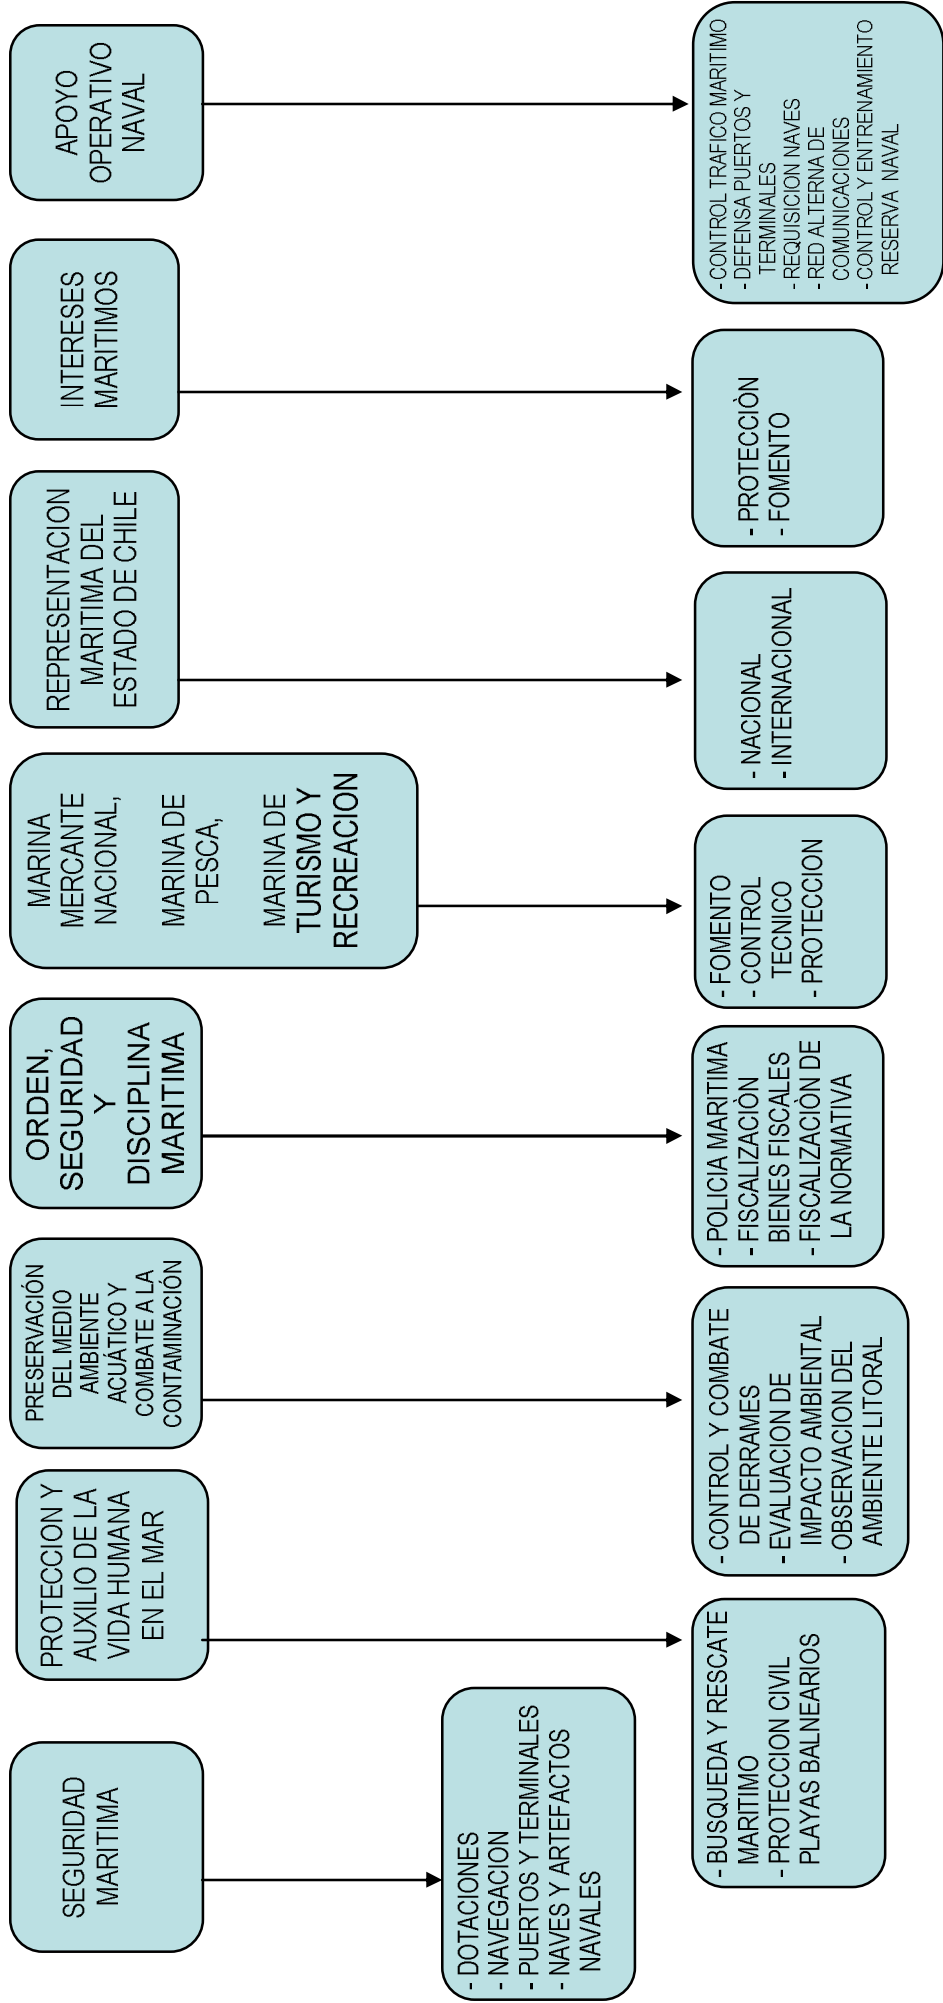 SEGURIDAD
MARITIMA
- DOTACIONES
- NAVEGACION
- PUERTOS Y TERMINALES
- NAVES Y ARTEFACTOS
NAVALES
PROTECCION Y
AUXILIO DE LA
VIDA HUMANA
EN EL MAR
- BUSQUEDA Y RESCATE
MARITIMO
- PROTECCION CIVIL
PLAYAS BALNEARIOS
PRESERVACIÓN
DEL MEDIO
AMBIENTE
ACUÁTICO Y
COMBATE A LA
CONTAMINACIÓN
- CONTROL Y COMBATE
DE DERRAMES
- EVALUACION DE
IMPACTO AMBIENTAL
- OBSERVACION DEL
AMBIENTE LITORAL
ORDEN,
SEGURIDAD
Y
DISCIPLINA
MARITIMA
- POLICIA MARITIMA
- FISCALIZACIÒN
BIENES FISCALES
- FISCALIZACIÒN DE
LA NORMATIVA
MARINA
MERCANTE
NACIONAL,
MARINA DE
PESCA,
MARINA DE
TURISMO Y
RECREACION
- FOMENTO
- CONTROL
TECNICO
- PROTECCION
REPRESENTACION
MARITIMA DEL
ESTADO DE CHILE
- NACIONAL
- INTERNACIONAL
INTERESES
MARITIMOS
- PROTECCIÒN
- FOMENTO
APOYO
OPERATIVO
NAVAL
- CONTROL TRAFICO MARITIMO
- DEFENSA PUERTOS Y
TERMINALES
- REQUISICION NAVES
- RED ALTERNA DE
COMUNICACIONES
- CONTROL Y ENTRENAMIENTO
RESERVA NAVAL